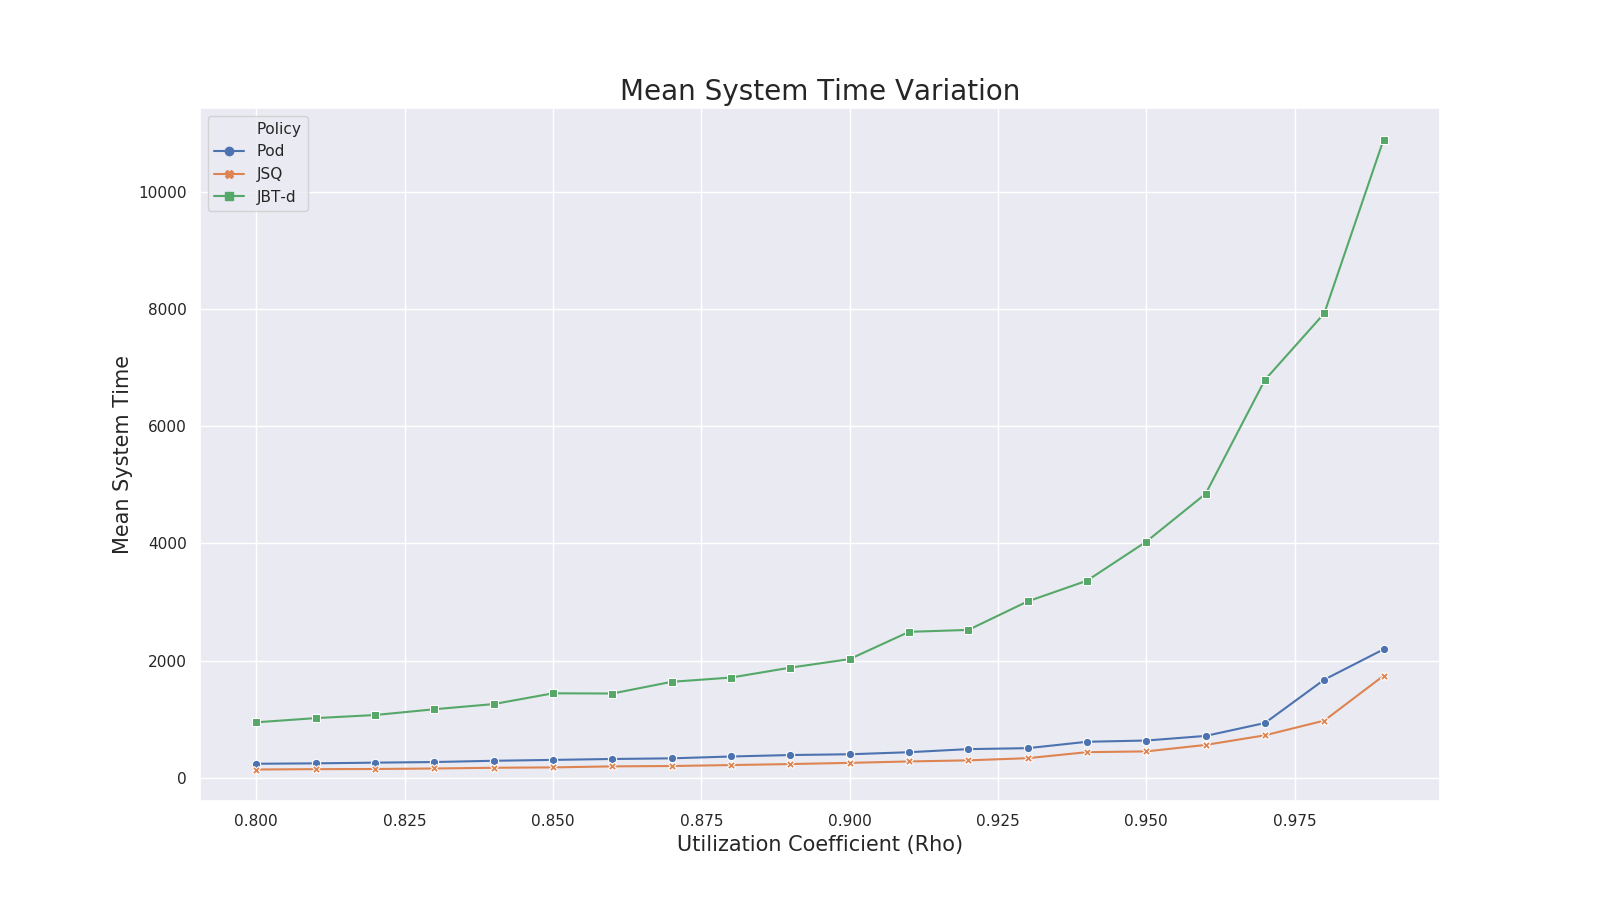 Mean System Time Variation
Policy
Pod
JSQ
JBT-d
10000
8000
6000
4000
2000
0
Mean System Time
0.800 0.825 0.850 0.875 0.900 0.925 0.950 0.975
Utilization Coefficient (Rho)